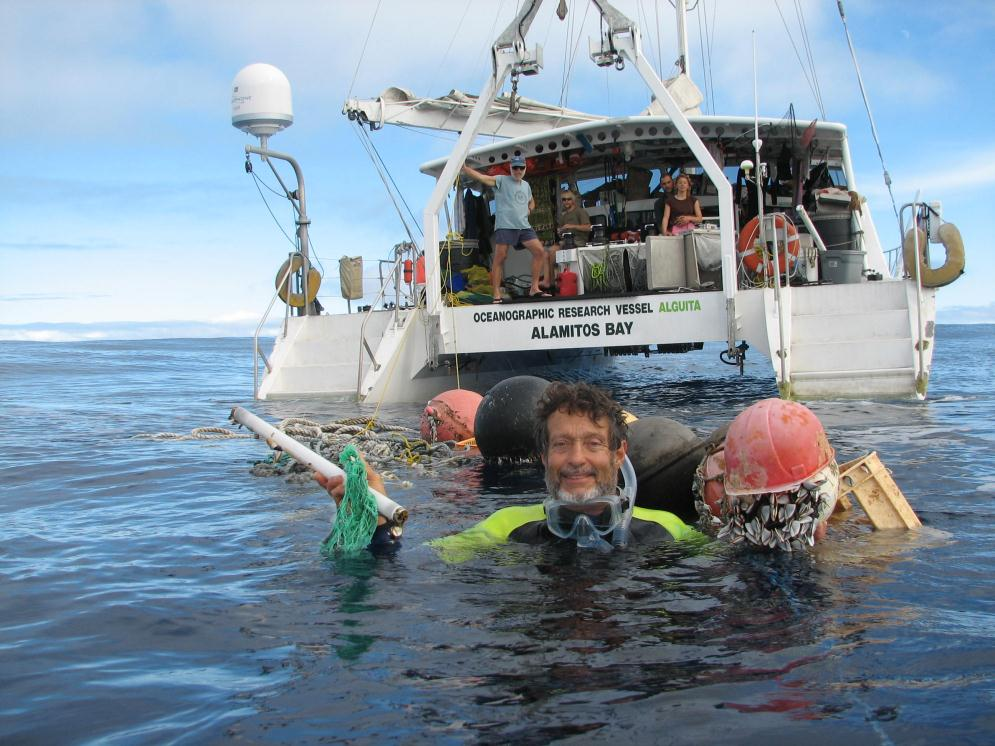 OCEANOGRAPHIC RESEARCH VESSEL ALGUITA
ALAMITOS BAY